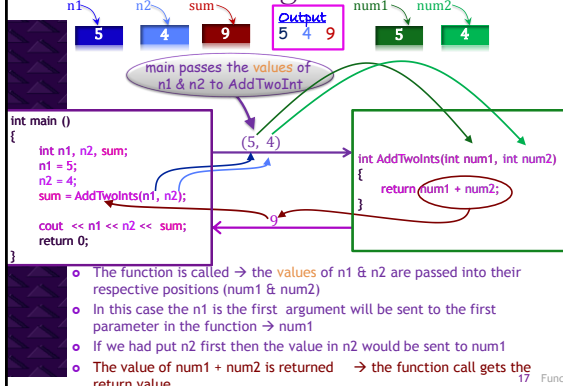 n1 n2 sum num1 num2
Output
5 4 9
5 4 9 5 4
main passes the values of
n1 & n2 to AddTwoInt
(5, 4)
int main ()
{
int n1, n2, sum;
n1 = 5;
n2 = 4;
sum = AddTwoInts(n1, n2);
cout << n1 << n2 << sum;
return 0;
}
int AddTwoInts(int num1, int num2)
{
return num1 + num2;
}
9
The function is called → the values of n1 & n2 are passed into their
respective positions (num1 & num2)
In this case the n1 is the first argument will be sent to the first
parameter in the function → num1
If we had put n2 first then the value in n2 would be sent to num1
The value of num1 + num2 is returned → the function call gets the
return value
17 Func